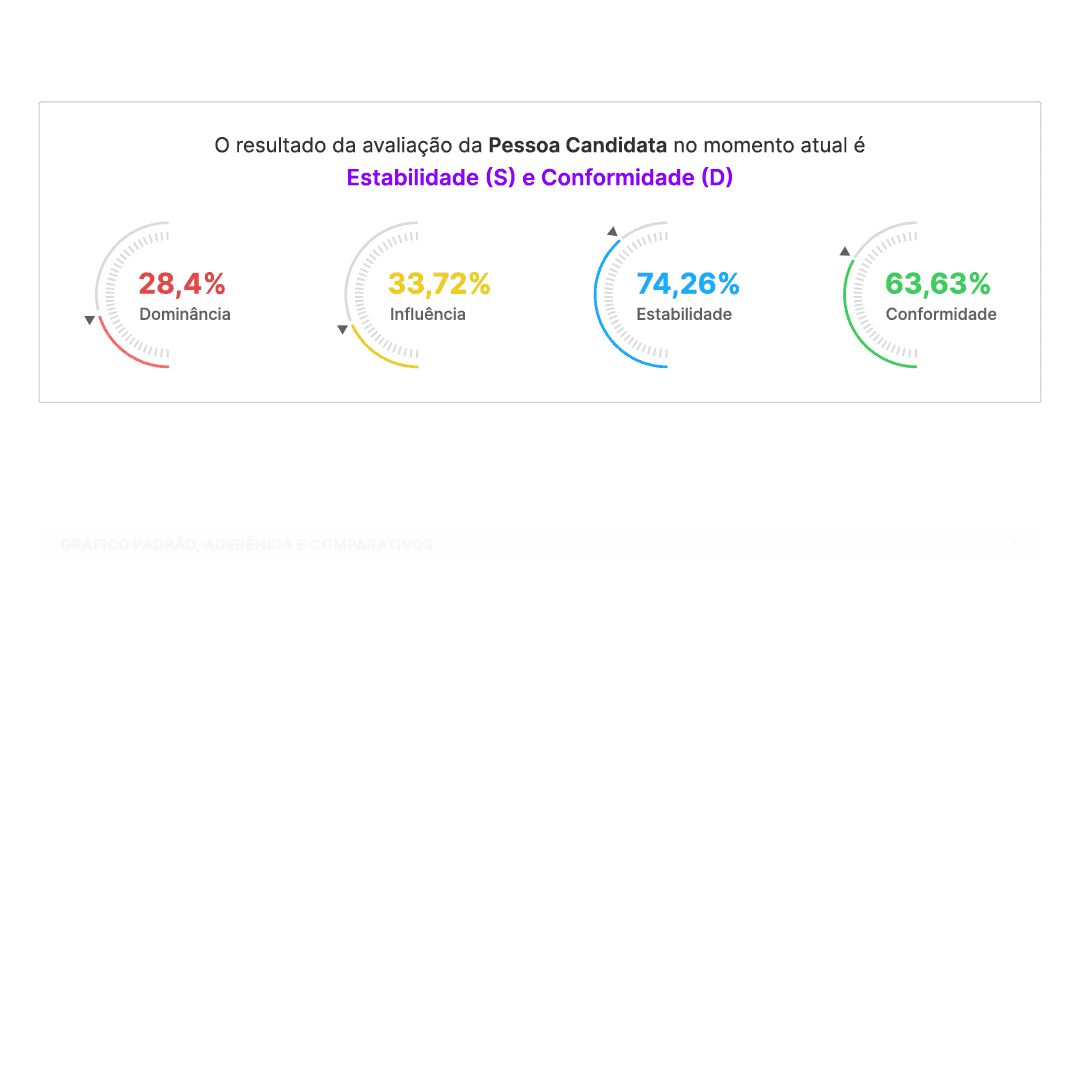 O resultado da avaliação da Pessoa Candidata no momento atual é
Estabilidade (S) e Conformidade (D)
28,4%
Dominância
33,72%
Influência
74,26%
Estabilidade
63,63%
Conformidade
GRÁFICO PADRÃO, ADERÊNCIA E COMPARATIVOS